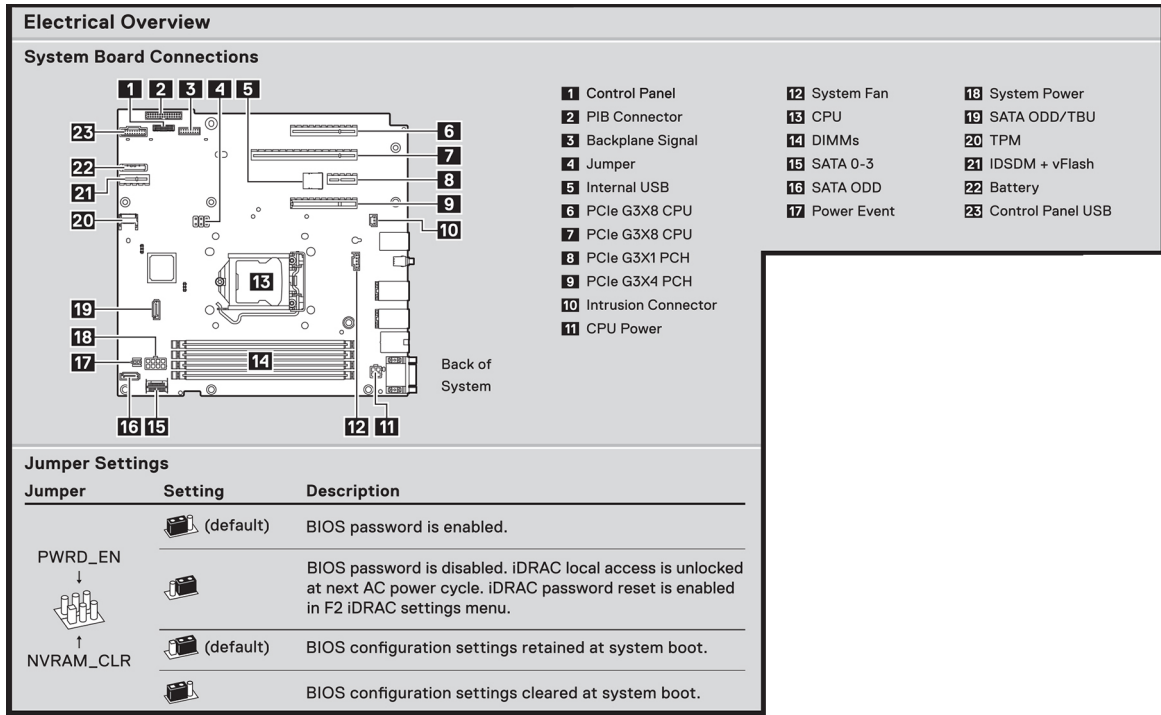 Electrical Overview
System Board Connections
1 2 3 4 5
23
22
21
20
19
18
17
16 15
6
7
8
9
10
13
14
12 11
Back of
System
1 Control Panel
2 PIB Connector
3 Backplane Signal
4 Jumper
5 Internal USB
6 PCIe G3X8 CPU
7 PCIe G3X8 CPU
8 PCIe G3X1 PCH
9 PCIe G3X4 PCH
10 Intrusion Connector
11 CPU Power
12 System Fan
13 CPU
14 DIMMs
15 SATA 0-3
16 SATA ODD
17 Power Event
18 System Power
19 SATA ODD/TBU
20 TPM
21 IDSDM + vFlash
22 Battery
23 Control Panel USB
Jumper Settings
Jumper Setting Description
PWRD_EN
NVRAM_CLR
(default) BIOS password is enabled.
BIOS password is disabled. iDRAC local access is unlocked
at next AC power cycle. iDRAC password reset is enabled
in F2 iDRAC settings menu.
(default) BIOS configuration settings retained at system boot.
BIOS configuration settings cleared at system boot.